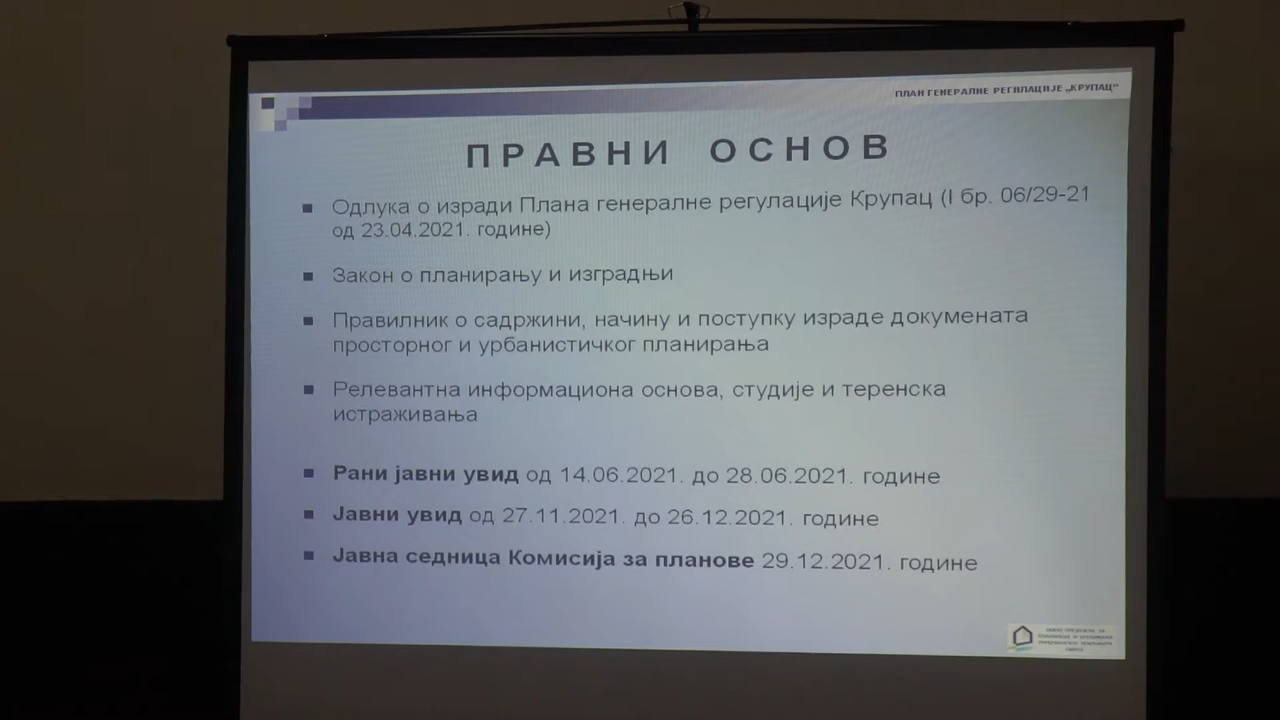 ПЛАН ГЕНЕРАЛНЕ РЕГУЛАЦИЈЕ „КРУПАЦ“
ПРАВНИ ОСНОВ
Одлука о изради Плана генералне регулације Крупац (I бр. 06/29-21
од 23.04.2021. године)
Закон о планирању и изградњи
Правилник о садржини, начину и поступку израде докумената
просторног и урбанистичког планирања
Релевантна информациона основа, студије и теренска
истраживања
Рани јавни увид од 14.06.2021. до 28.06.2021. године
Јавни увид од 27.11.2021. до 26.12.2021. године
Јавна седница Комисија за планове 29.12.2021. године